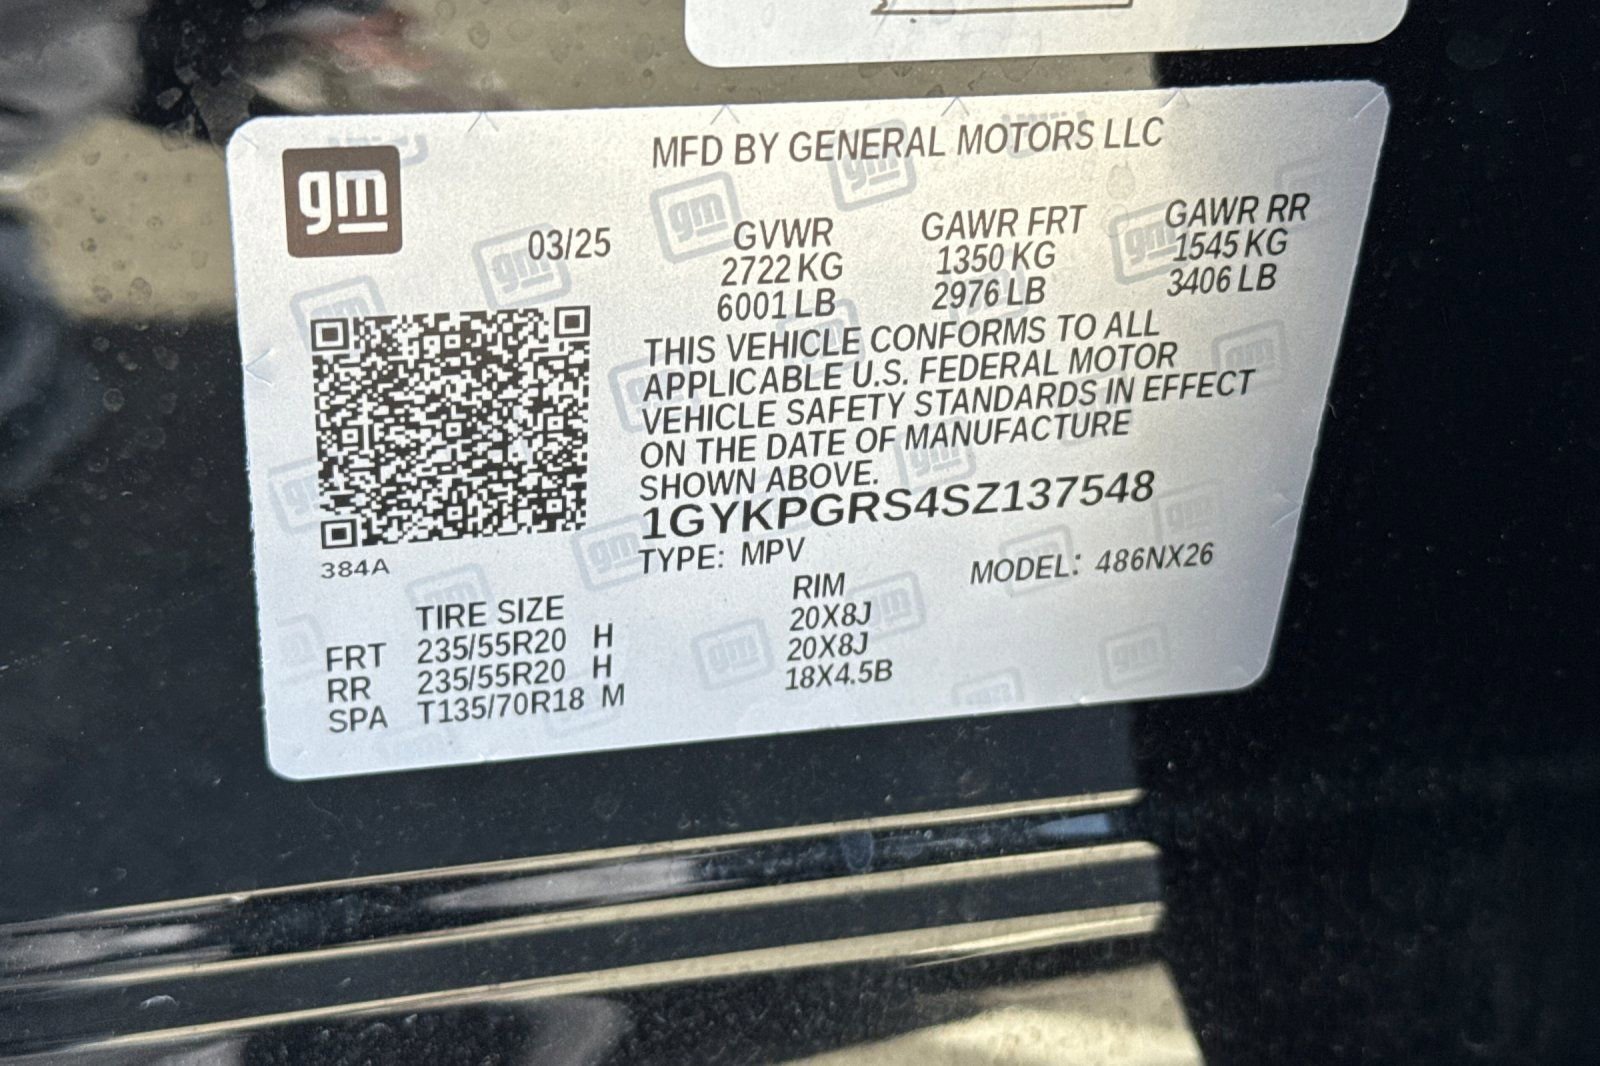 gm
MFD BY GENERAL MOTORS LLC
03/25
GVWR GAWR FRT GAWR RR
2722 KG 1350 KG 1545 KG
6001 LB 2976 LB 3406 LB
THIS VEHICLE CONFORMS TO ALL
APPLICABLE U.S. FEDERAL MOTOR
VEHICLE SAFETY STANDARDS IN EFFECT
ON THE DATE OF MANUFACTURE
SHOWN ABOVE.
1GYKPGRS4SZ137548
TYPE: MPV MODEL: 486NX26
384A
TIRE SIZE RIM
FRT 235/55R20 H 20X8J
RR 235/55R20 H 20X8J
SPA T135/70R18 M 18X4.5B